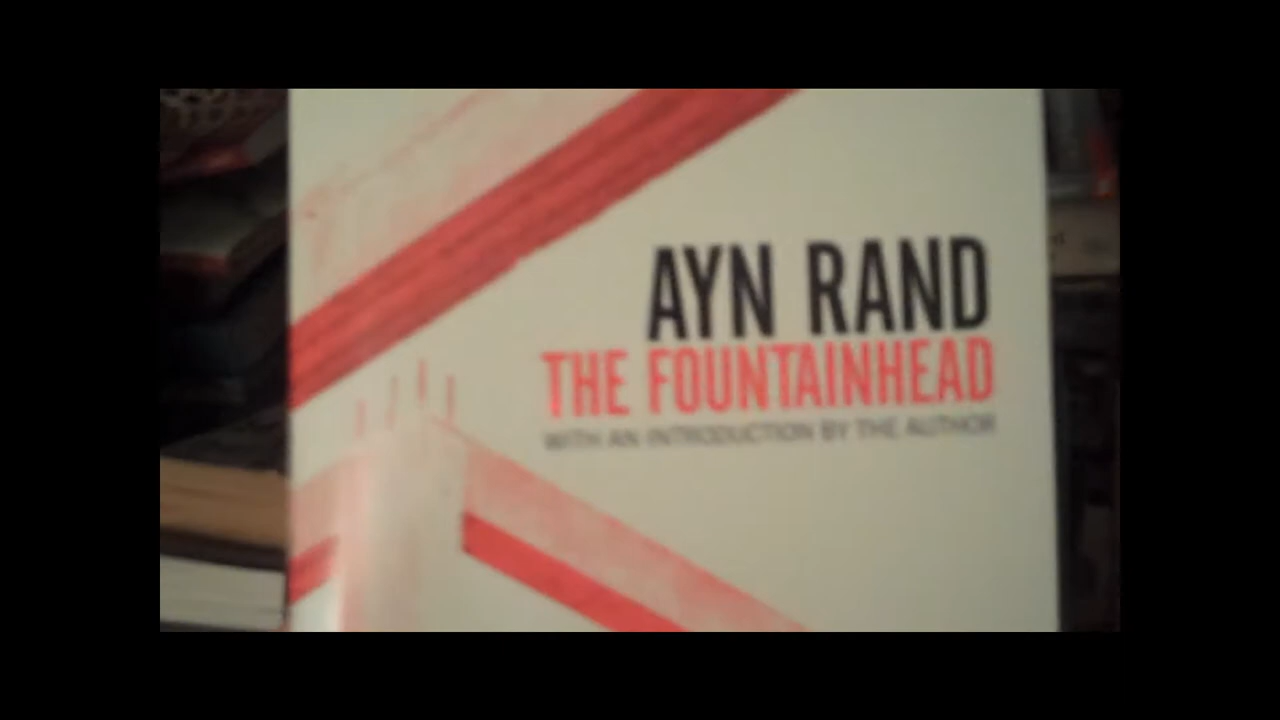 AYN RAND
THE FOUNTAINHEAD
WITH AN INTRODUCTION BY THE AUTHOR